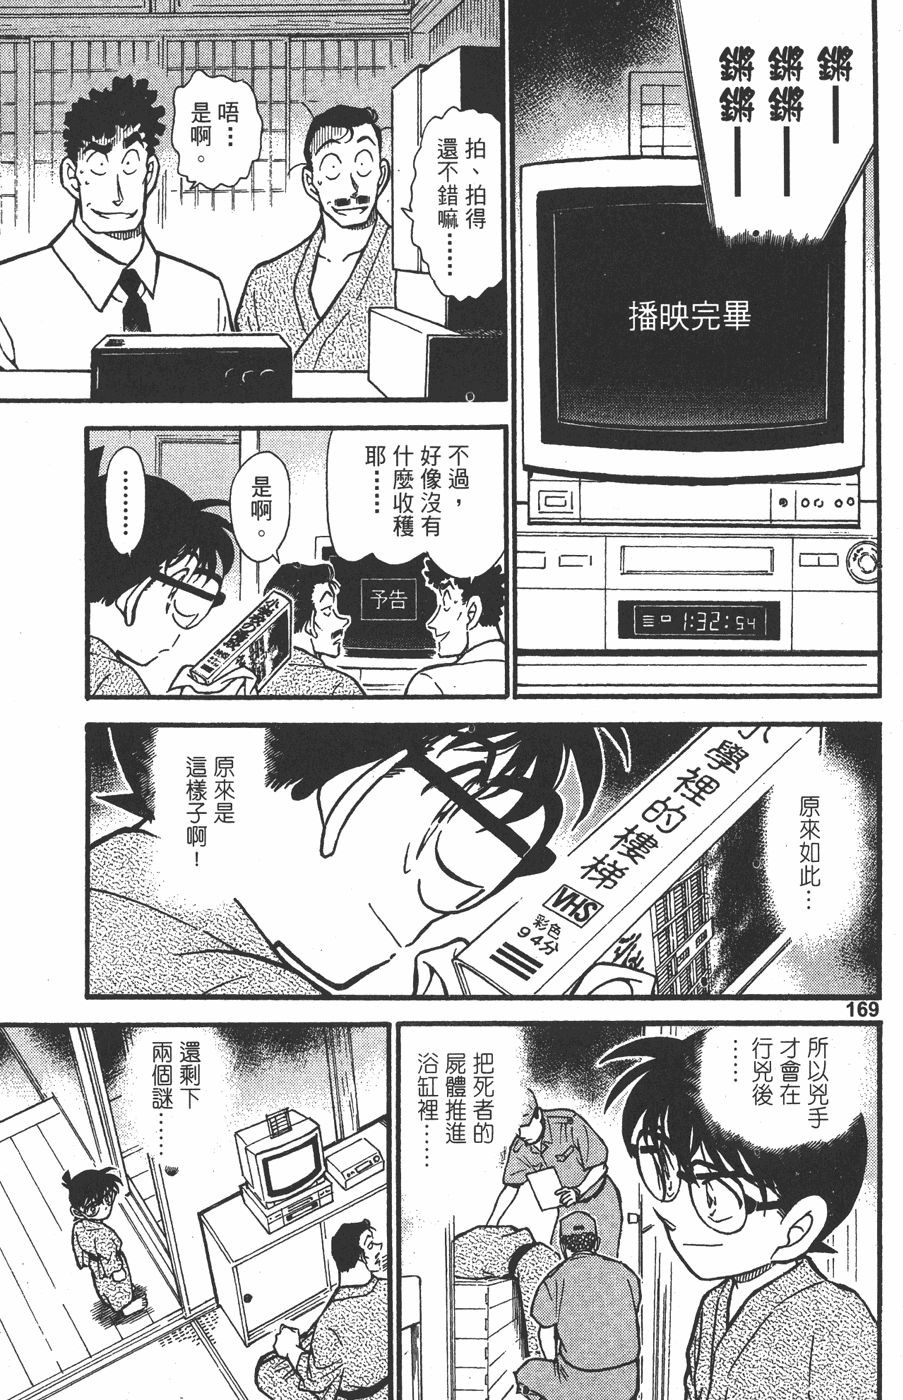 鏘—
鏘鏘—
鏘鏘—
播映完畢
1:32:54
拍、拍得
還不錯嘛……
唔…
是啊。
不過，
好像沒有
什麼收穫
耶……
予告
是啊。
………
原來如此…
學裡的樓梯
VHS
彩色
94分
原來是
這樣子啊！
169
所以兇手
才會在
行兇後
……
把死者的
屍體推進
浴缸裡……
還剩下
兩個謎……